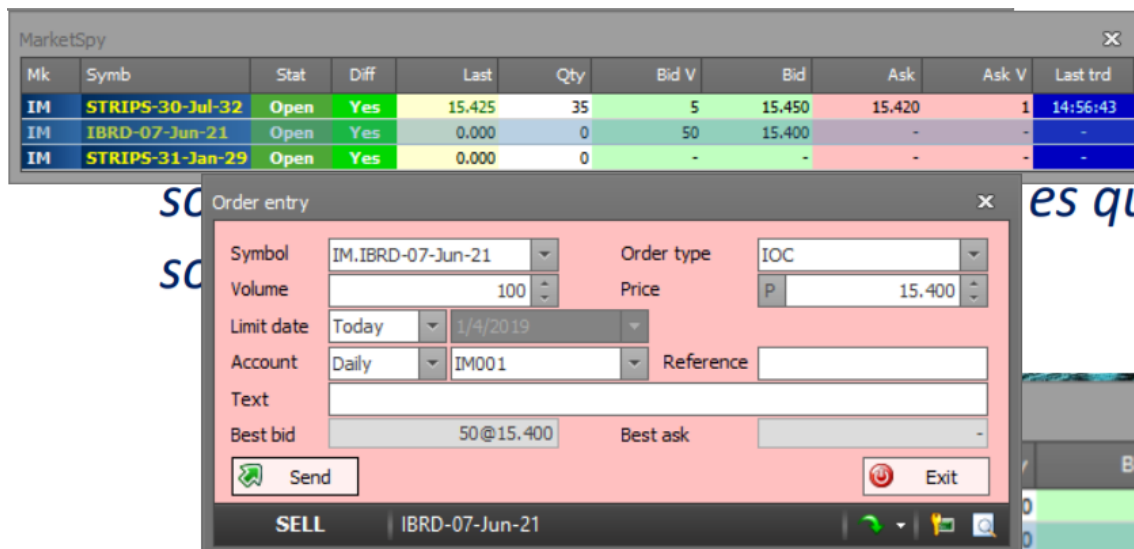 MarketSpy
Mk Symb Stat Diff Last Qty Bid V Bid Ask Ask V Last trd
IM STRIPS-30-Jul-32 Open Yes 15.425 35 5 15.450 15.420 1 14:56:43
IM IBRD-07-Jun-21 Open Yes 0.000 0 50 15.400 - - -
IM STRIPS-31-Jan-29 Open Yes 0.000 0 - - - - -
Order entry
es qu
Symbol IM.IBRD-07-Jun-21 Order type IOC
Volume 100 Price P 15.400
Limit date Today 1/4/2019
Account Daily IM001 Reference
Text
Best bid 50@15.400 Best ask -
Send Exit
SELL IBRD-07-Jun-21